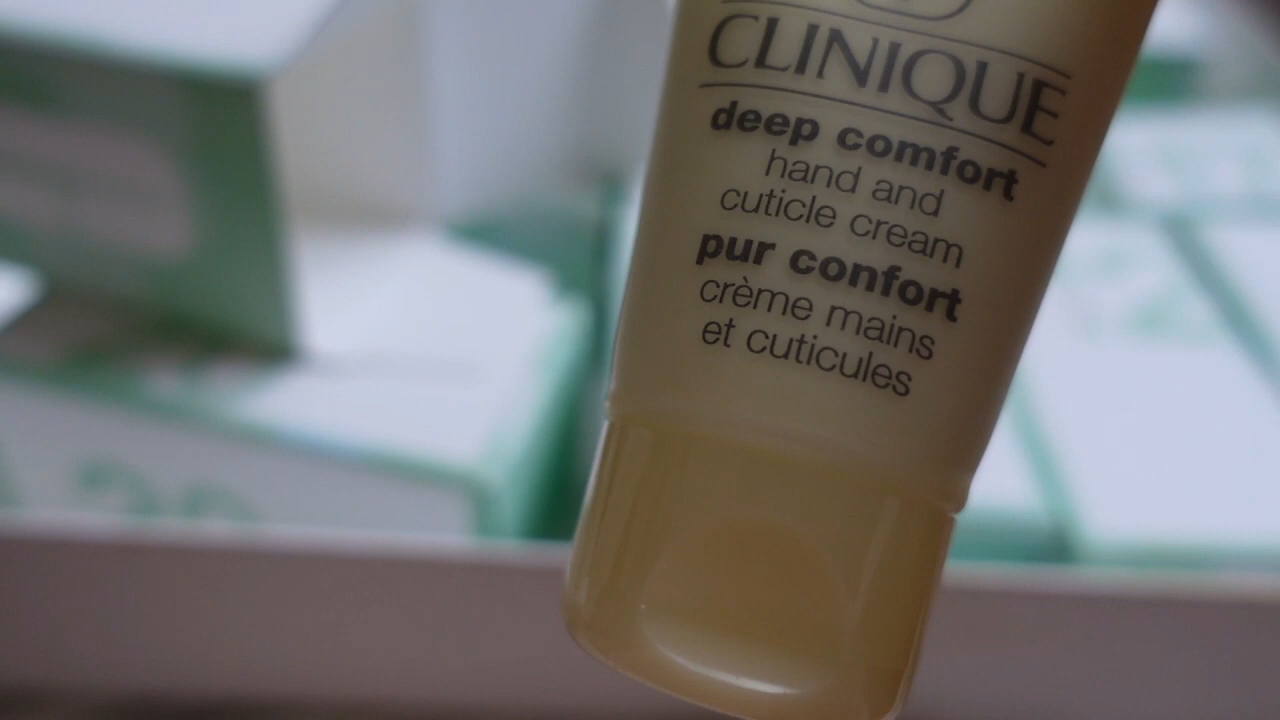 CLINIQUE
deep comfort
hand and
cuticle cream
pur confort
crème mains
et cuticules